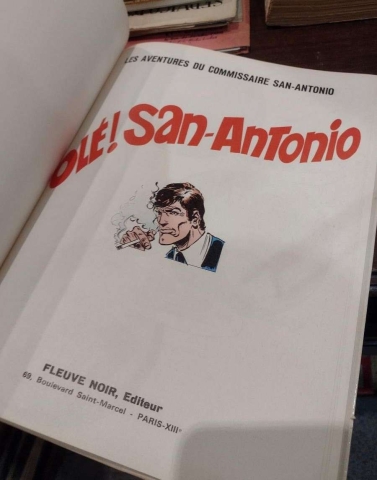 LES AVENTURES DU COMMISSAIRE SAN-ANTONIO
OLÉ! SAN-ANTONIO
FLEUVE NOIR, Editeur
69, Boulevard Saint-Marcel - PARIS-XIIIe